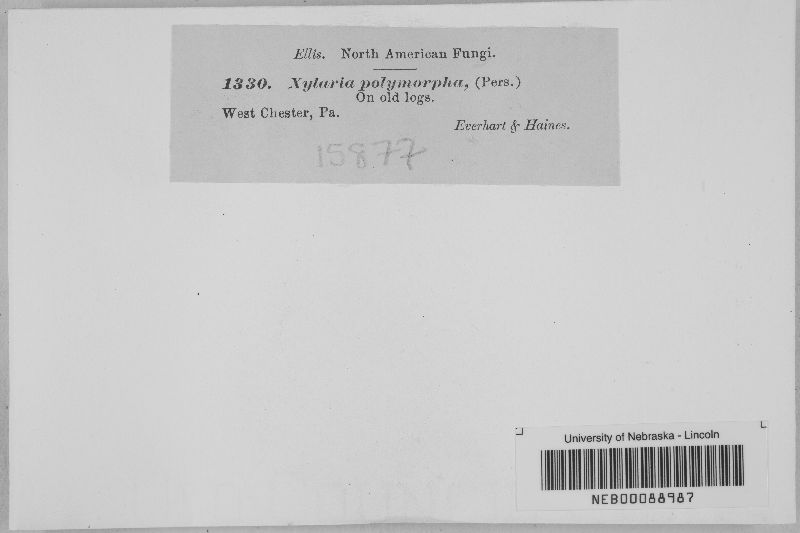 Ellis. North American Fungi.
1330. Xylaria polymorpha, (Pers.)
On old logs.
West Chester, Pa.
Everhart & Haines.
15877
University of Nebraska - Lincoln
NEB00088987